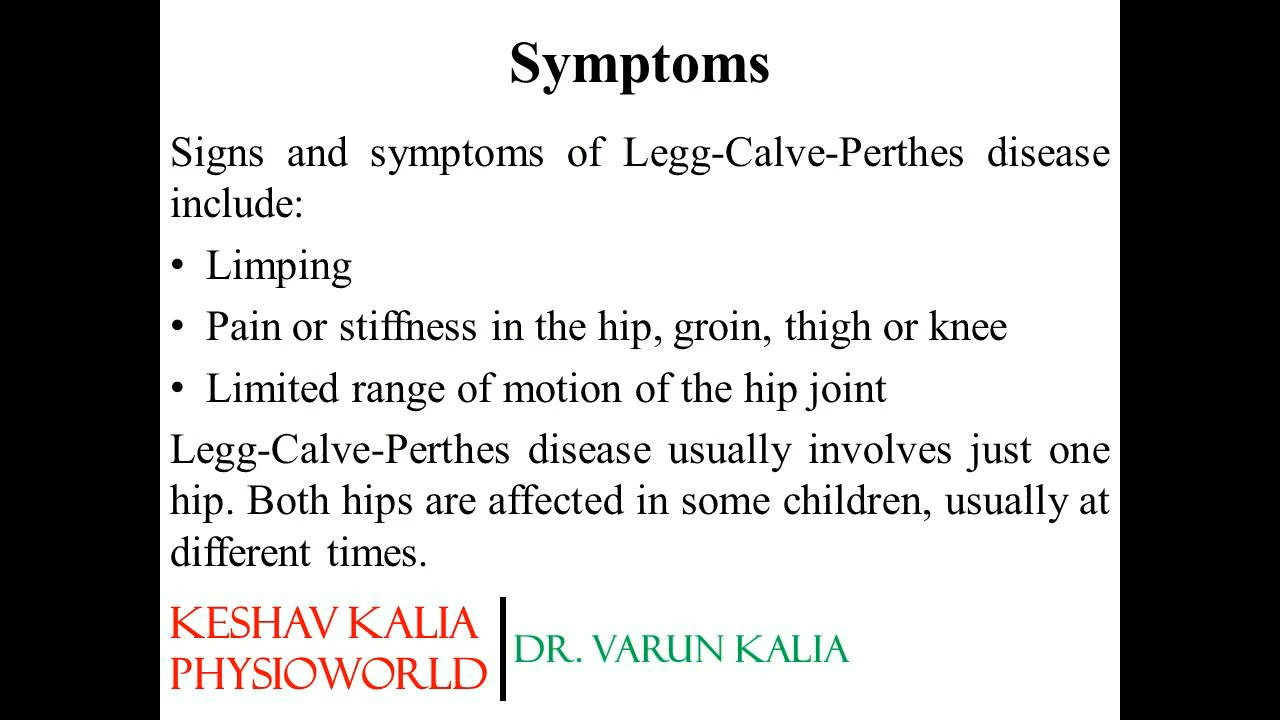 Symptoms
Signs and symptoms of Legg-Calve-Perthes disease
include:
• Limping
• Pain or stiffness in the hip, groin, thigh or knee
• Limited range of motion of the hip joint
Legg-Calve-Perthes disease usually involves just one
hip. Both hips are affected in some children, usually at
different times.
KESHAV KALIA
PHYSIOWORLD
DR. VARUN KALIA